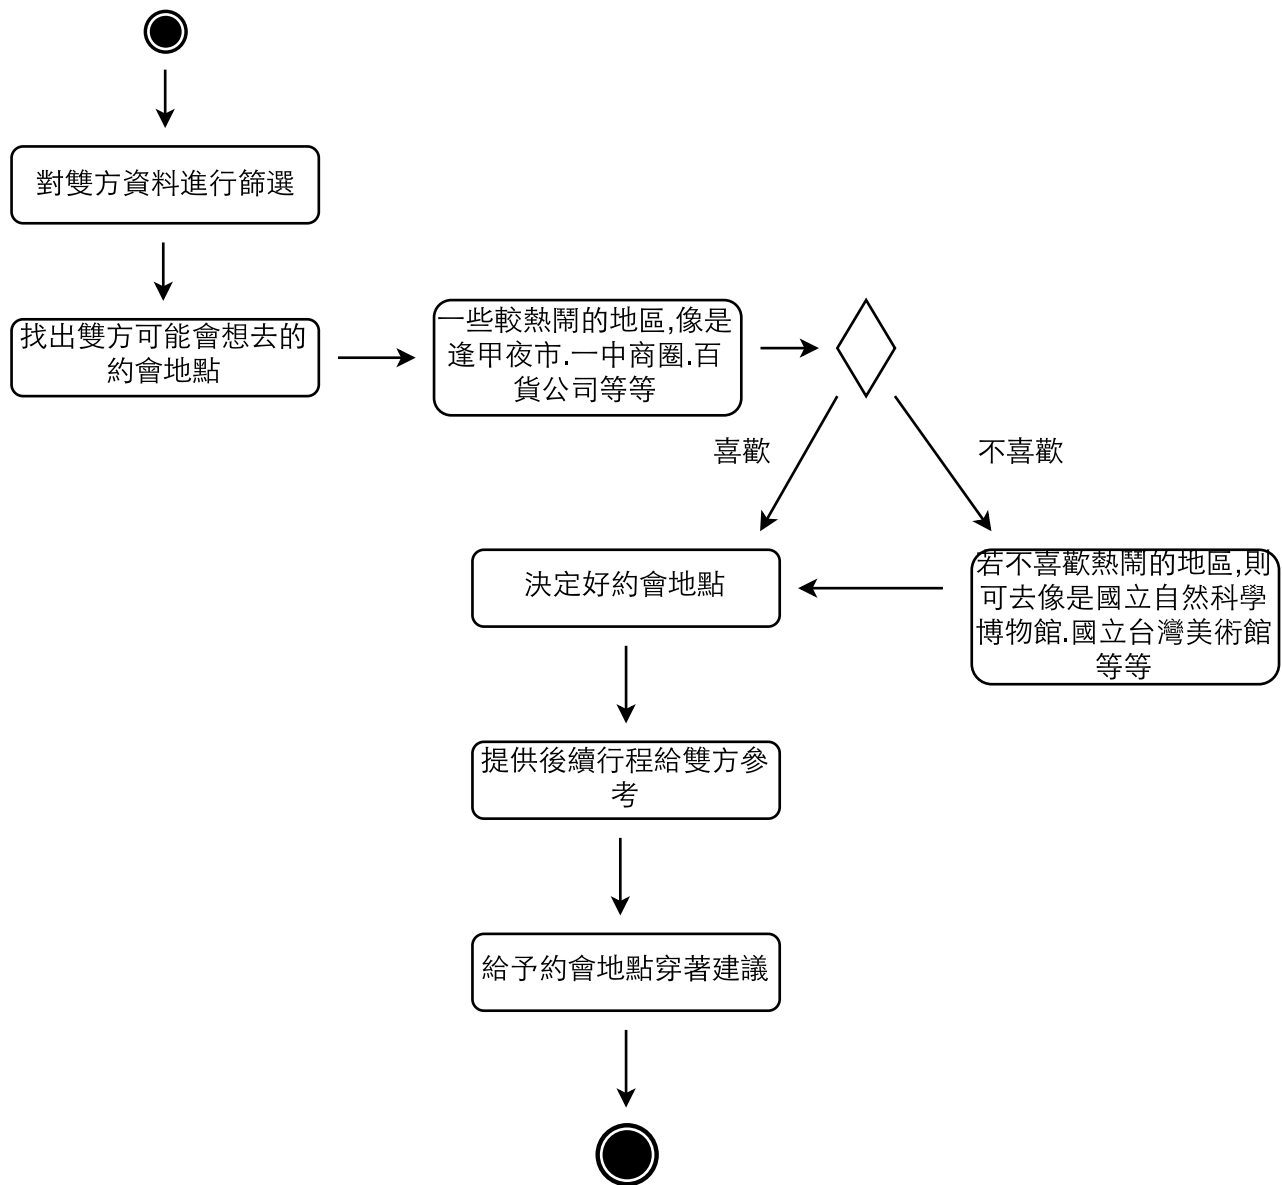 對雙方資料進行篩選
找出雙方可能會想去的
約會地點
一些較熱鬧的地區,像是
逢甲夜市.一中商圈.百
貨公司等等
喜歡
不喜歡
決定好約會地點
若不喜歡熱鬧的地區,則
可去像是國立自然科學
博物館.國立台灣美術館
等等
提供後續行程給雙方參
考
給予約會地點穿著建議